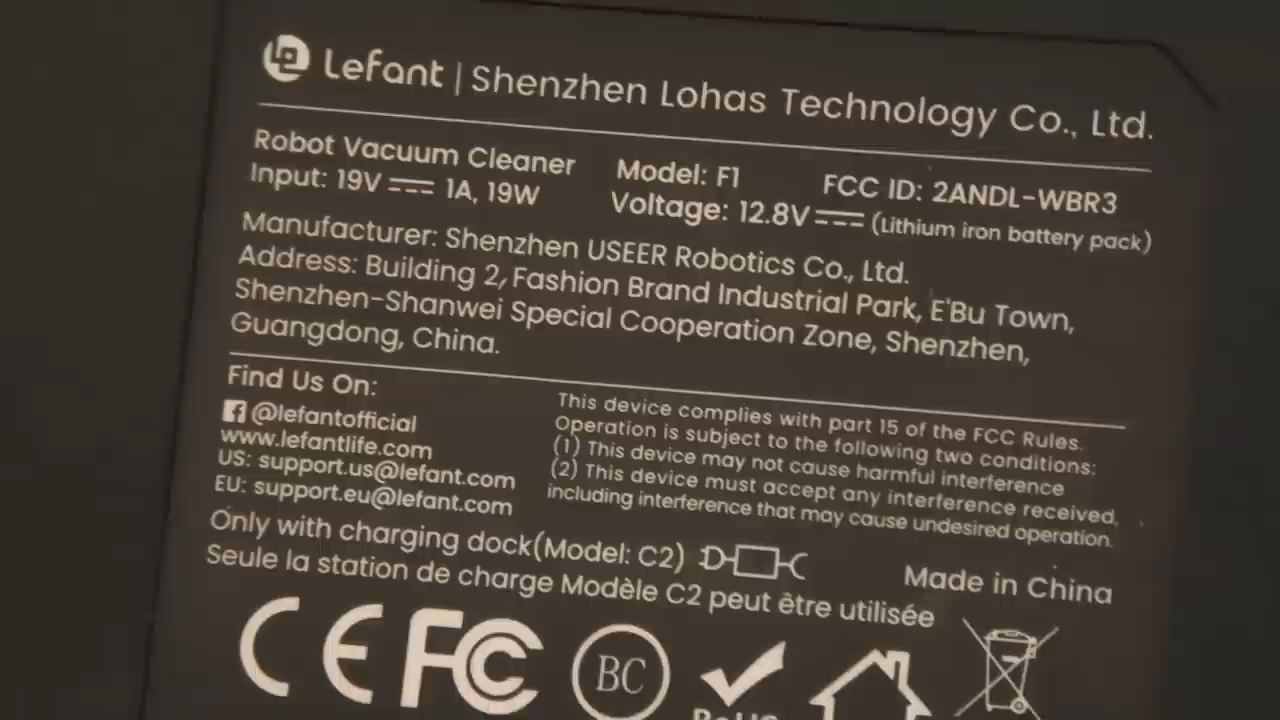 Lefant | Shenzhen Lohas Technology Co., Ltd.
Robot Vacuum Cleaner Model: F1 FCC ID: 2ANDL-WBR3
Input: 19V 1A, 19W Voltage: 12.8V (Lithium iron battery pack)
Manufacturer: Shenzhen USEER Robotics Co., Ltd.
Address: Building 2, Fashion Brand Industrial Park, E'Bu Town,
Shenzhen-Shanwei Special Cooperation Zone, Shenzhen,
Guangdong, China.
Find Us On:
@lefantofficial
www.lefantlife.com
US: support.us@lefant.com
EU: support.eu@lefant.com
This device complies with part 15 of the FCC Rules.
Operation is subject to the following two conditions:
(1) This device may not cause harmful interference
(2) This device must accept any interference received,
including interference that may cause undesired operation.
Only with charging dock(Model: C2)
Seule la station de charge Modèle C2 peut être utilisée
Made in China
CE FC BC